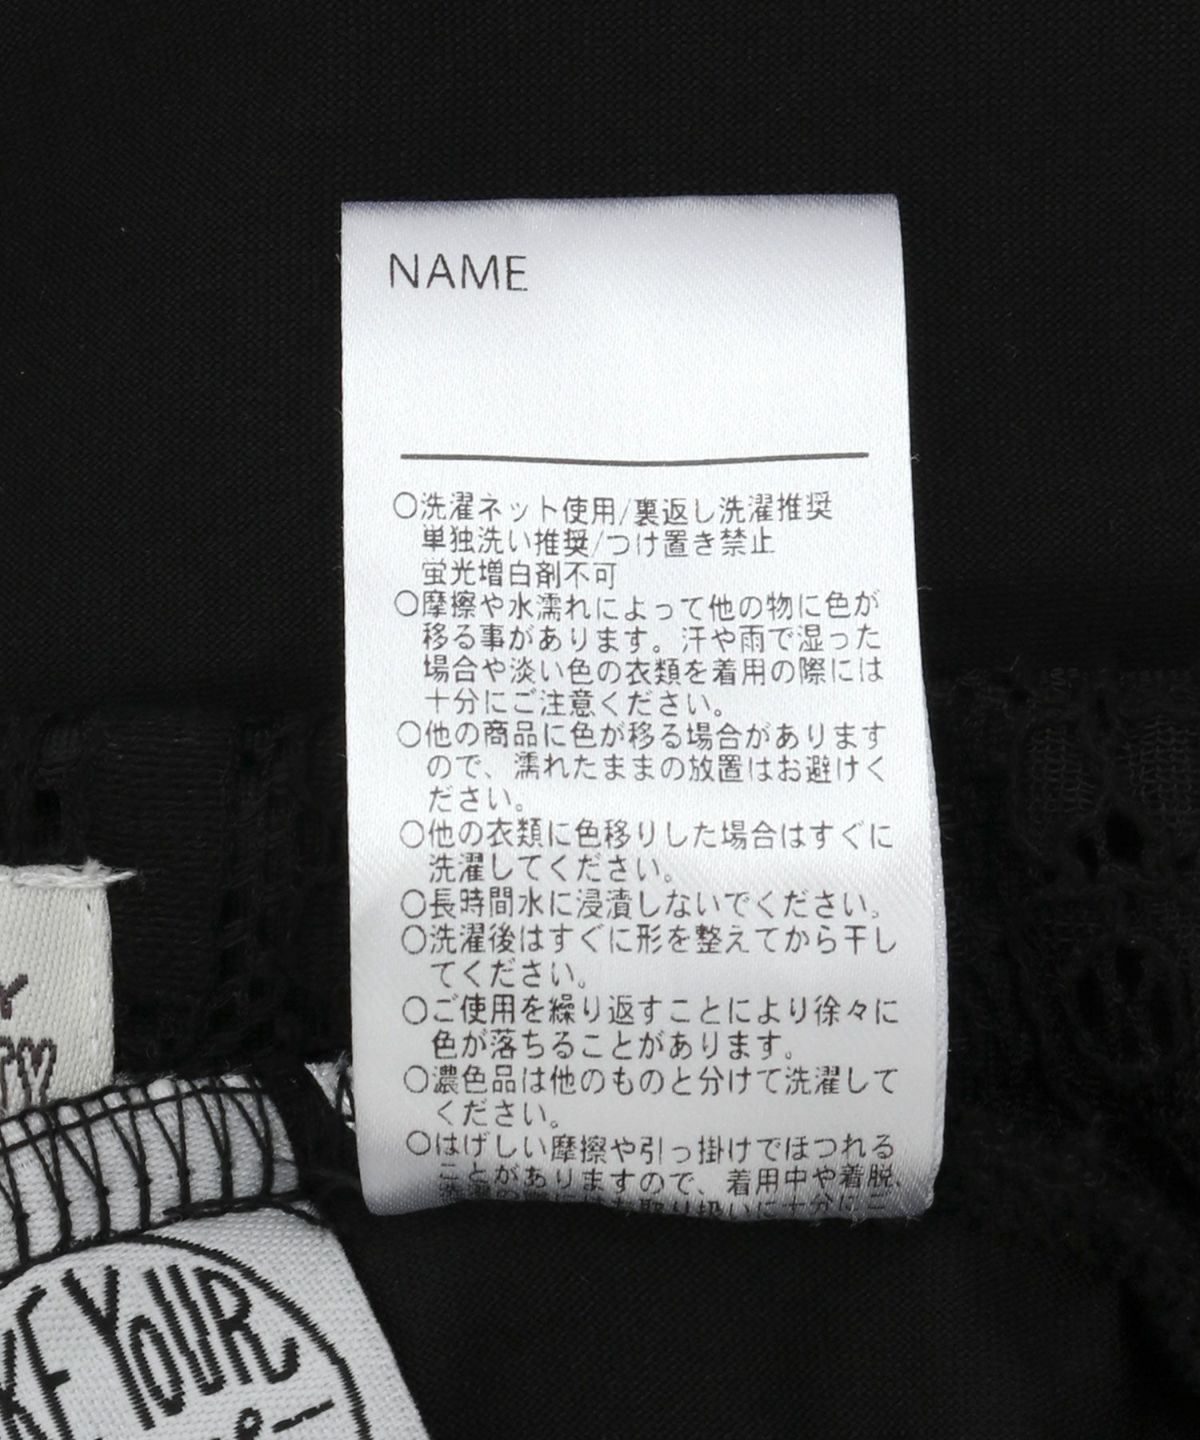 NAME
○洗濯ネット使用/裏返し洗濯推奨
単独洗い推奨/つけ置き禁止
蛍光増白剤不可
○摩擦や水濡れによって他の物に色が
移る事があります。汗や雨で湿った
場合や淡い色の衣類を着用の際には
十分にご注意ください。
○他の商品に色が移る場合があります
ので、濡れたままの放置はお避けく
ださい。
○他の衣類に色移りした場合はすぐに
洗濯してください。
○長時間水に浸漬しないでください。
○洗濯後はすぐに形を整えてから干し
てください。
○ご使用を繰り返すことにより徐々に
色が落ちることがあります。
○濃色品は他のものと分けて洗濯して
ください。
○はげしい摩擦や引っ掛けでほつれる
ことがありますので、着用中や着脱、
取り扱いに十分にご
YOUR